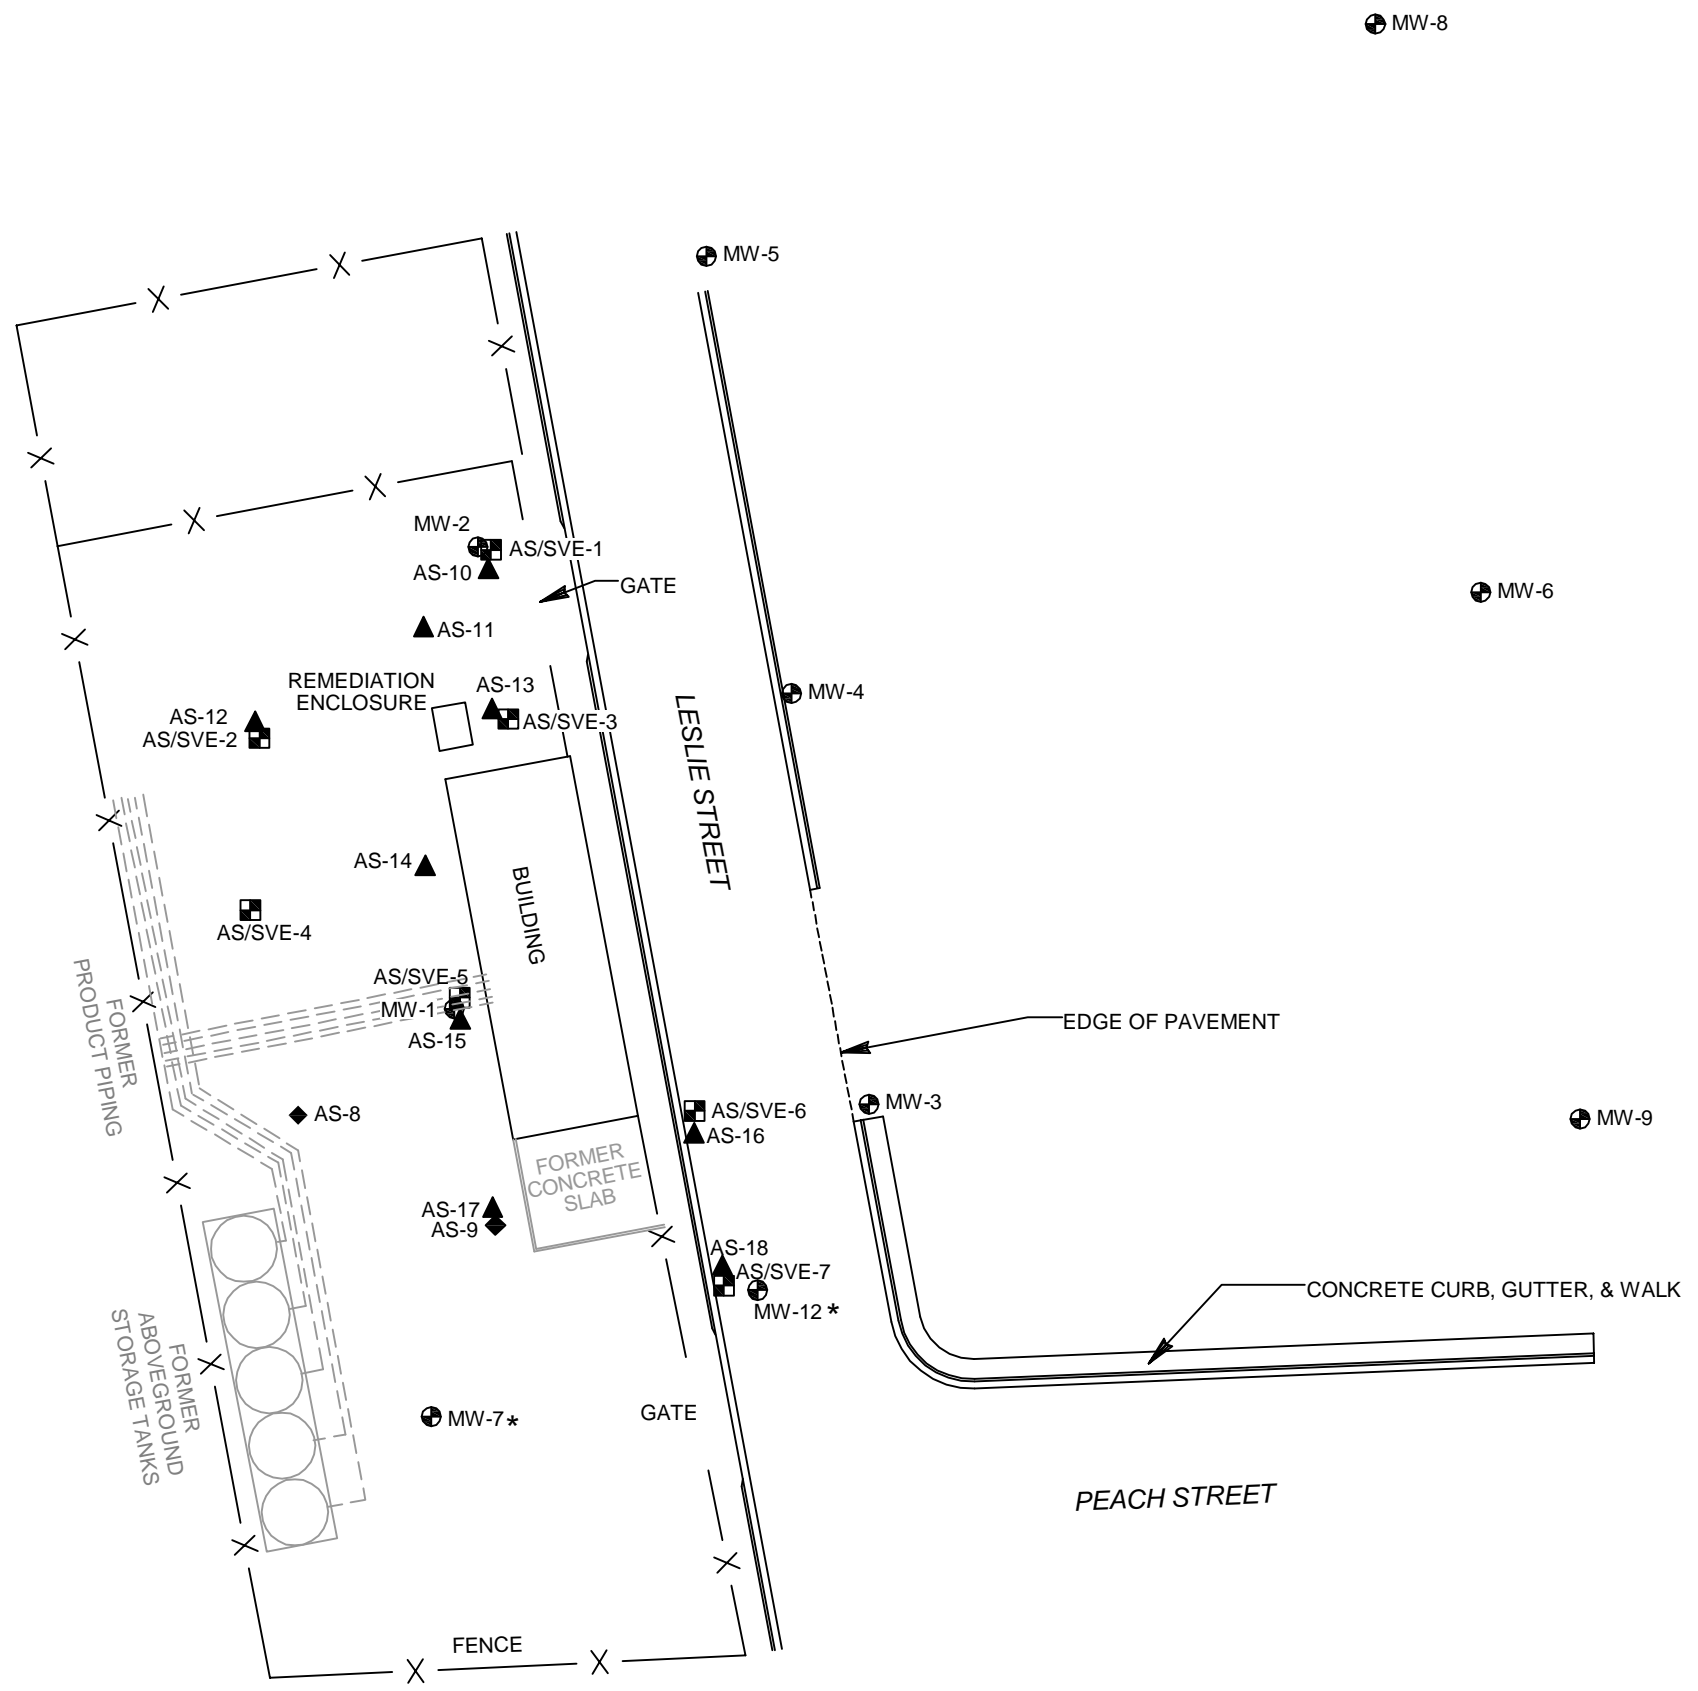 MW-8
MW-5
MW-2
AS/SVE-1
AS-10
GATE
MW-6
AS-11
REMEDIATION
ENCLOSURE
AS-13
AS/SVE-3
MW-4
AS-12
AS/SVE-2
LESLIE STREET
AS-14
BUILDING
AS/SVE-4
AS/SVE-5
MW-1
AS-15
FORMER
PRODUCT PIPING
EDGE OF PAVEMENT
AS-8
AS/SVE-6
AS-16
MW-3
MW-9
FORMER
CONCRETE
SLAB
AS-17
AS-9
AS-18
AS/SVE-7
MW-12 *
CONCRETE CURB, GUTTER, & WALK
FORMER
ABOVEGROUND
STORAGE TANKS
MW-7*
GATE
PEACH STREET
FENCE